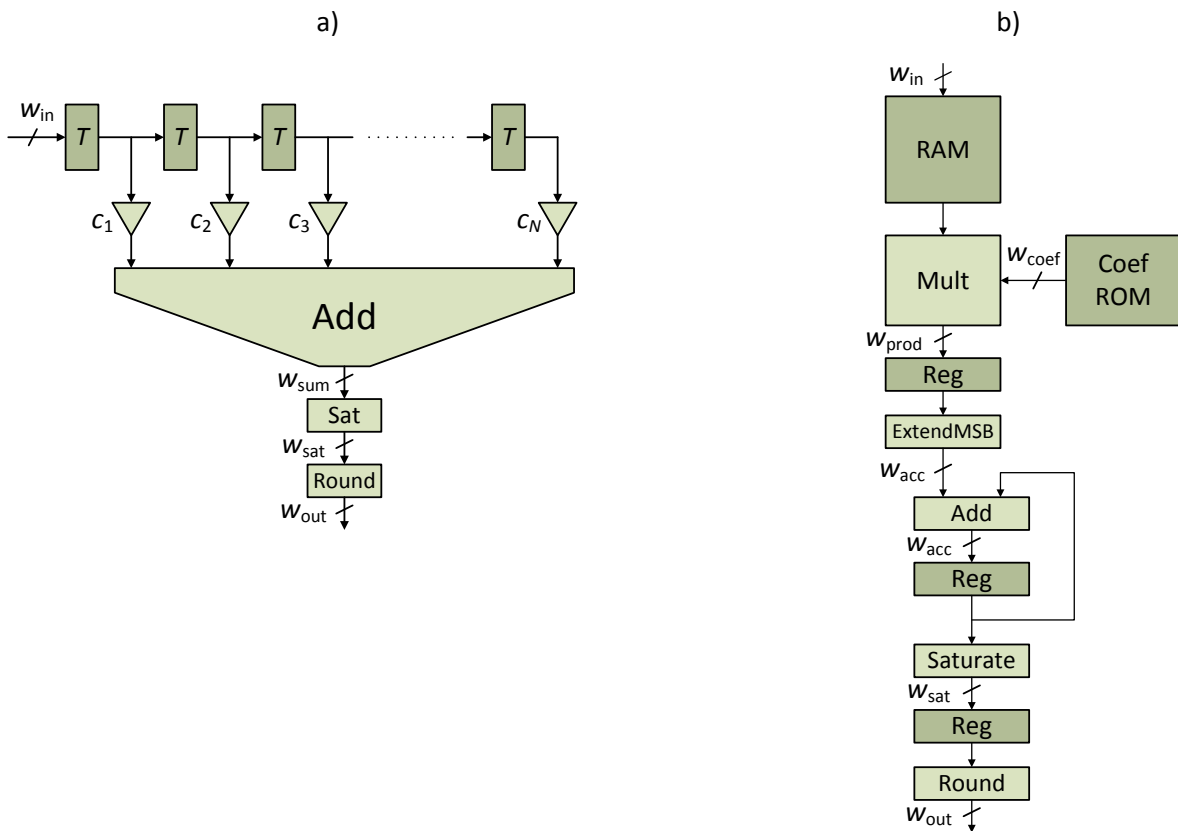 a)
w_in
T T T T
c_1 c_2 c_3 c_N
Add
w_sum
Sat
w_sat
Round
w_out
b)
w_in
RAM
Mult
w_coef
Coef
ROM
w_prod
Reg
ExtendMSB
w_acc
Add
w_acc
Reg
Saturate
w_sat
Reg
Round
w_out